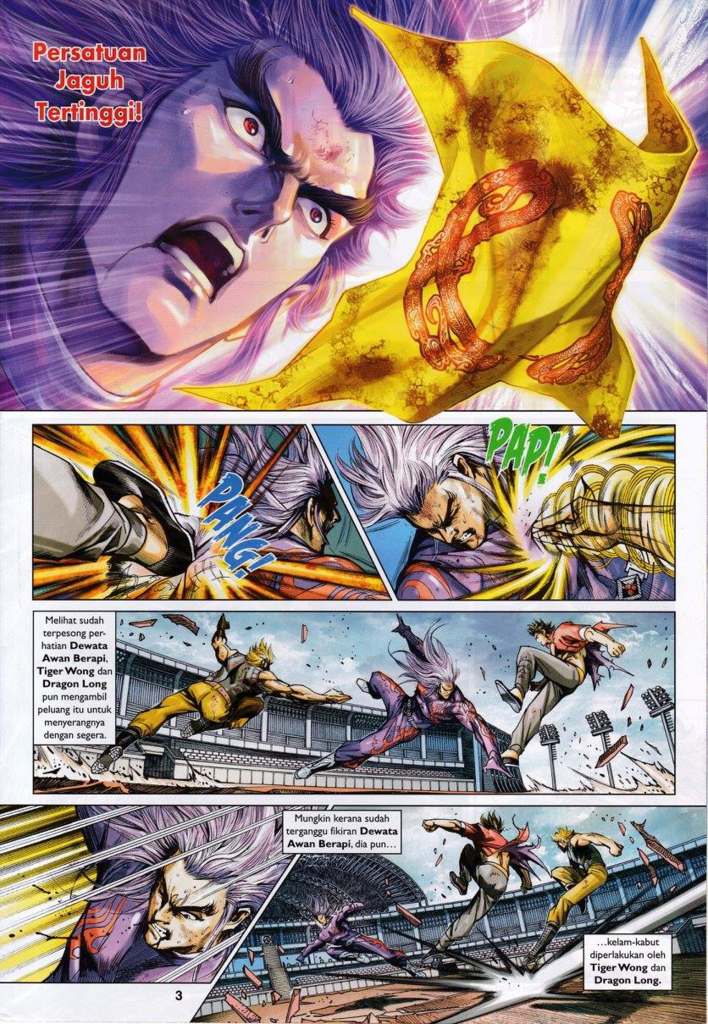 Persatuan
Jaguh
Tertinggi!
PANG!
PAP!
Melihat sudah
terpesong per-
hatian Dewata
Awan Berapi,
Tiger Wong dan
Dragon Long
pun mengambil
peluang itu untuk
menyerangnya
dengan segera.
Mungkin kerana sudah
terganggu fikiran Dewata
Awan Berapi, dia pun...
...kelam-kabut
diperlakukan oleh
Tiger Wong dan
Dragon Long.
3